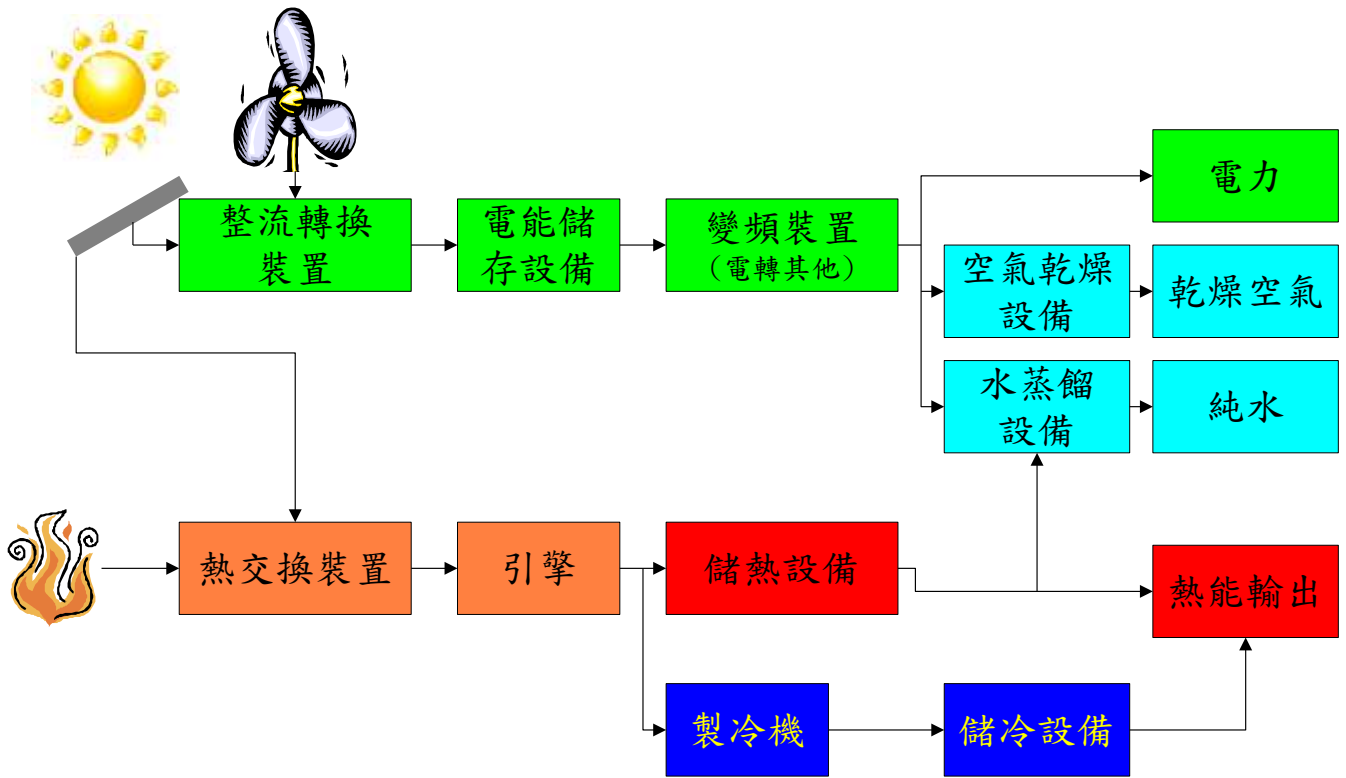 電力
整流轉換
裝置
電能儲
存設備
變頻裝置
（電轉其他）
空氣乾燥
設備
乾燥空氣
水蒸餾
設備
純水
熱交換裝置
引擎
儲熱設備
熱能輸出
製冷機
儲冷設備